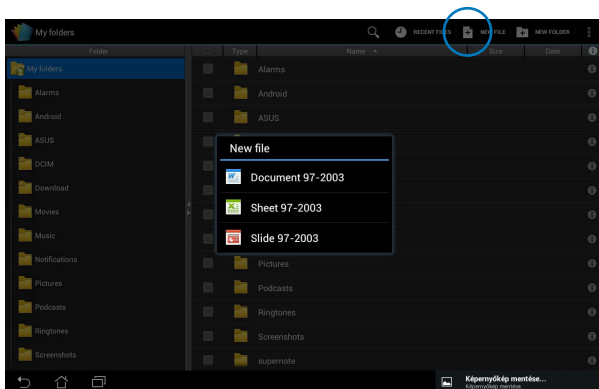 My folders
RECENT FILES
NEW FILE
NEW FOLDER
Folder
Type
Name
Size
Date
My folders
Alarms
Android
ASUS
DCIM
Download
Movies
Music
Notifications
Pictures
Podcasts
Ringtones
Screenshots
Alarms
Android
ASUS
New file
Document 97-2003
Sheet 97-2003
Slide 97-2003
Pictures
Podcasts
Ringtones
Screenshots
supernote
Képernyőkép mentése...
Képernyőkép mentése.